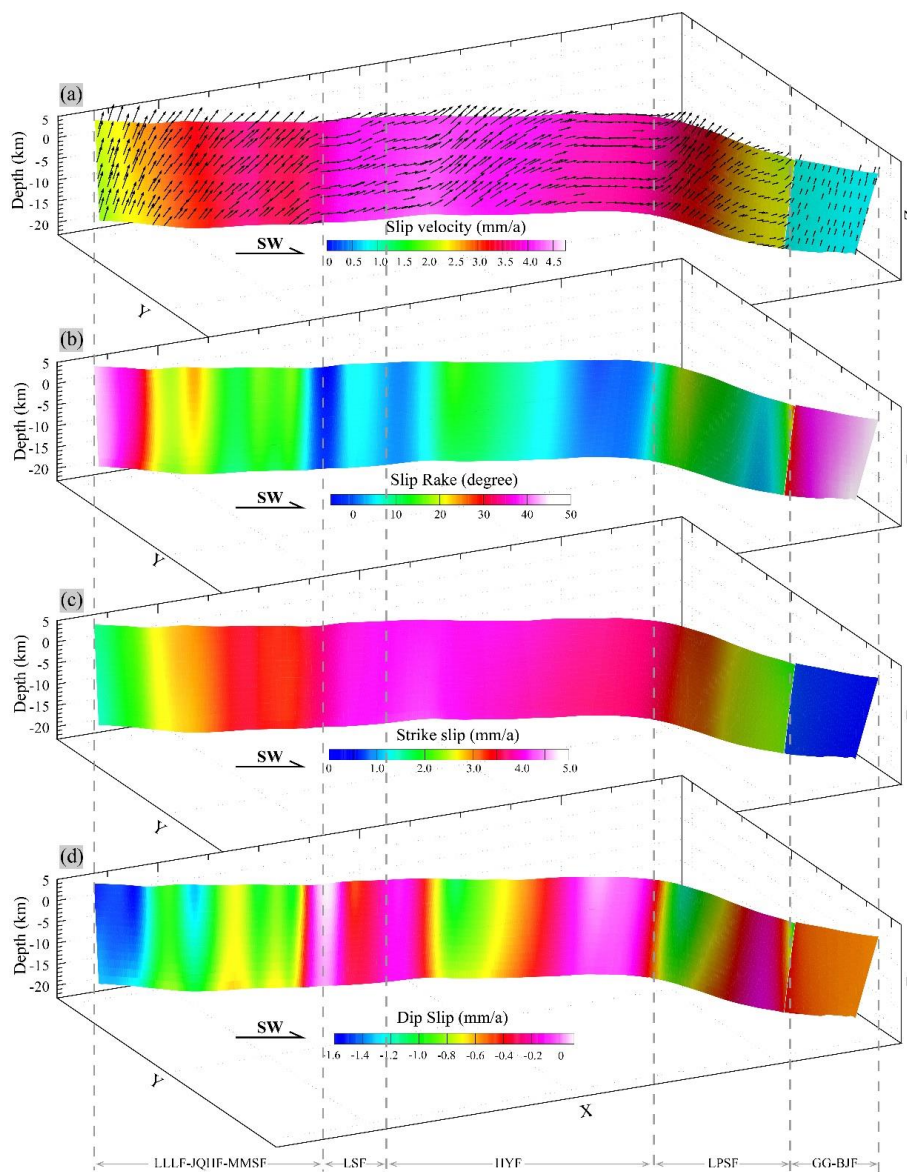 (a)
Depth (km)
5
0
-5
-10
-15
-20
Slip velocity (mm/a)
0 0.5 1.0 1.5 2.0 2.5 3.0 3.5 4.0 4.5
SW
Y
(b)
Depth (km)
5
0
-5
-10
-15
-20
Slip Rake (degree)
0 10 20 30 40 50
SW
Y
(c)
Depth (km)
5
0
-5
-10
-15
-20
Strike slip (mm/a)
0.0 1.0 2.0 3.0 4.0 5.0
SW
Y
(d)
Depth (km)
5
0
-5
-10
-15
-20
Dip Slip (mm/a)
-1.6 -1.4 -1.2 -1.0 -0.8 -0.6 -0.4 -0.2 0
SW
Y
X
LLLF-JQHF-MMSF LSF HYF LPSF GG-BJF